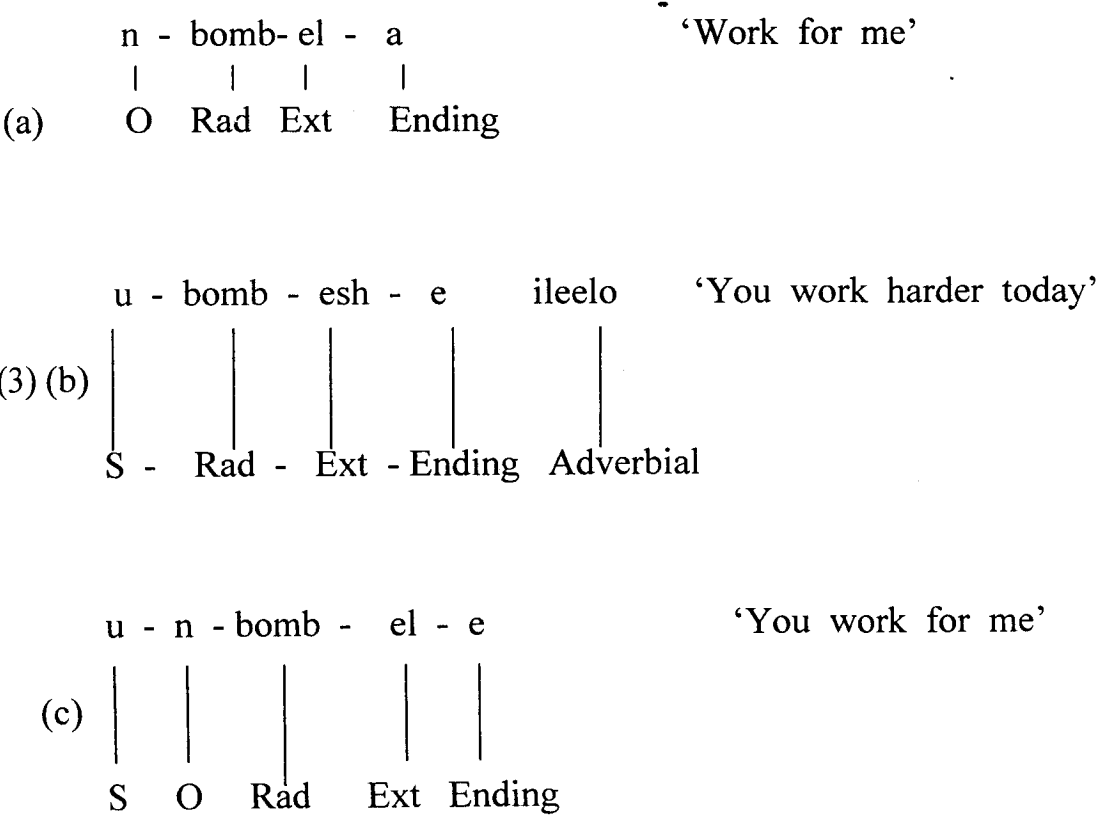 n - bomb- el - a ‘Work for me’
(a) O Rad Ext Ending
u - bomb - esh - e ileelo ‘You work harder today’
(3) (b)
S - Rad - Ext - Ending Adverbial
u - n - bomb - el - e ‘You work for me’
(c)
S O Rad Ext Ending